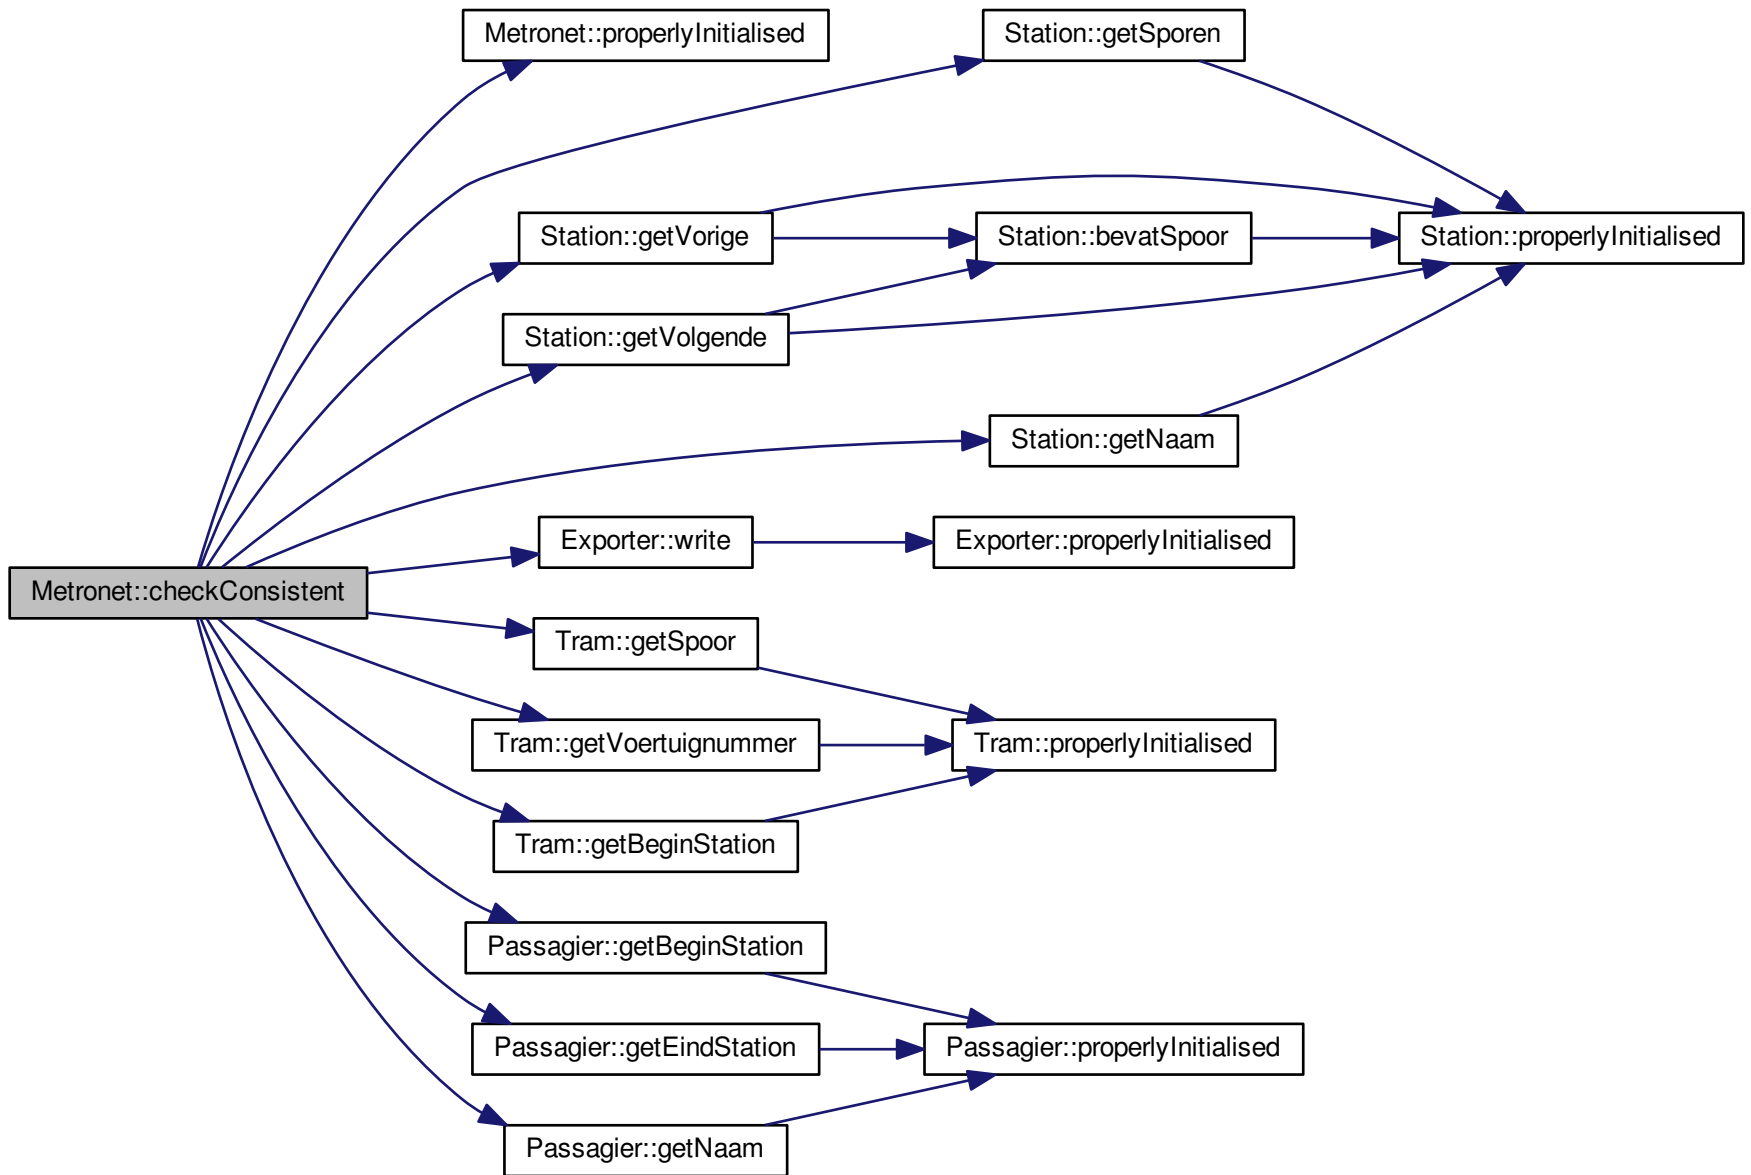 Metronet::properlyInitialised
Station::getSporen
Station::getVorige
Station::bevatSpoor
Station::properlyInitialised
Station::getVolgende
Station::getNaam
Exporter::write
Exporter::properlyInitialised
Metronet::checkConsistent
Tram::getSpoor
Tram::getVoertuignummer
Tram::properlyInitialised
Tram::getBeginStation
Passagier::getBeginStation
Passagier::getEindStation
Passagier::properlyInitialised
Passagier::getNaam